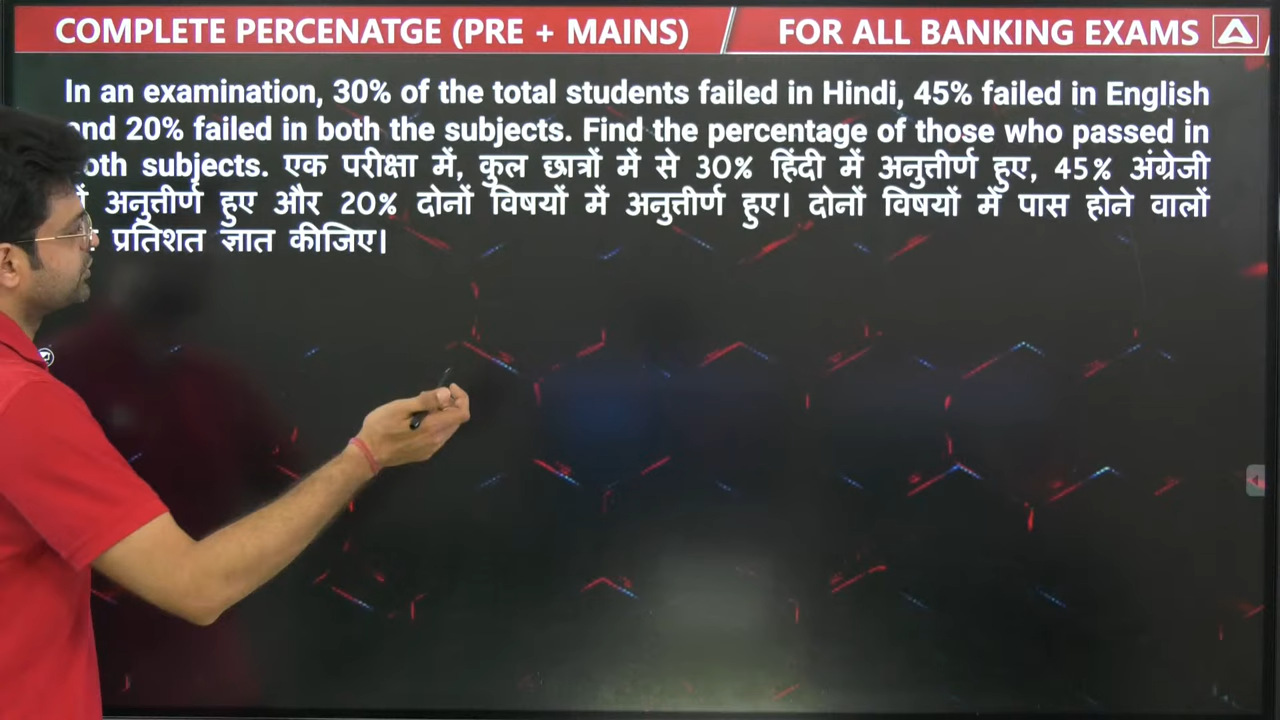 COMPLETE PERCENATGE (PRE + MAINS) FOR ALL BANKING EXAMS
In an examination, 30% of the total students failed in Hindi, 45% failed in English
and 20% failed in both the subjects. Find the percentage of those who passed in
both subjects. एक परीक्षा में, कुल छात्रों में से 30% हिंदी में अनुत्तीर्ण हुए, 45% अंग्रेजी
अनुत्तीर्ण हुए और 20% दोनों विषयों में अनुत्तीर्ण हुए। दोनों विषयों में पास होने वालों
प्रतिशत ज्ञात कीजिए।